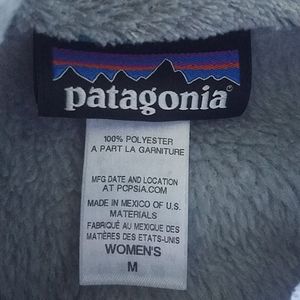 patagonia®
100% POLYESTER
A PART LA GARNITURE
MFG DATE AND LOCATION
AT PCPSIA.COM
MADE IN MEXICO OF U.S.
MATERIALS
FABRIQUÉ AU MEXIQUE DES
MATIÈRES DES ETATS-UNIS
WOMEN'S
M